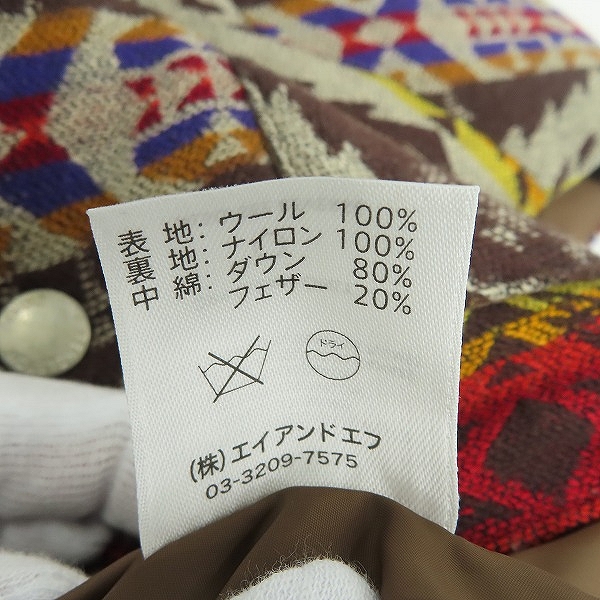 表 地: ウール 100%
裏 地: ナイロン 100%
中 綿: ダウン 80%
フェザー 20%
ドライ
(株)エイアンドエフ
03-3209-7575